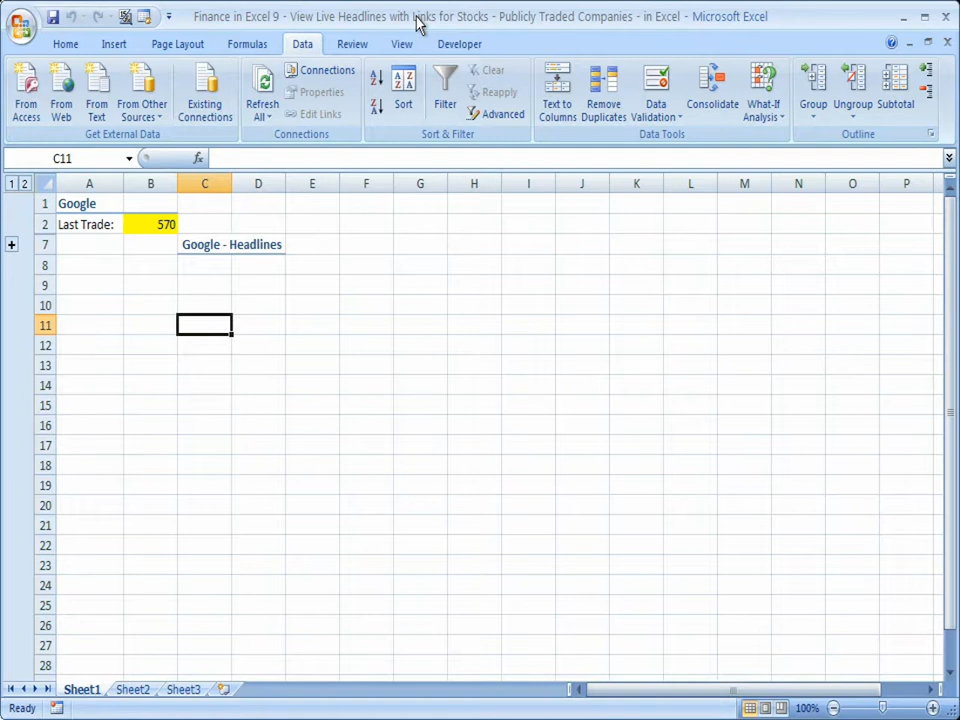 Finance in Excel 9 - View Live Headlines with Links for Stocks - Publicly Traded Companies - in Excel - Microsoft Excel
Home Insert Page Layout Formulas Data Review View Developer
From Access
From Web
From Text
From Other Sources
Existing Connections
Get External Data
Refresh All
Connections
Properties
Edit Links
Connections
A Z
Z A
Sort
Filter
Clear
Reapply
Advanced
Sort & Filter
Text to Columns
Remove Duplicates
Data Validation
Consolidate
What-If Analysis
Data Tools
Group
Ungroup
Subtotal
Outline
C11 fx
1 2 A B C D E F G H I J K L M N O P
1 Google
2 Last Trade: 570
7 Google - Headlines
8
9
10
11
12
13
14
15
16
17
18
19
20
21
22
23
24
25
26
27
28
Sheet1 Sheet2 Sheet3
Ready 100%